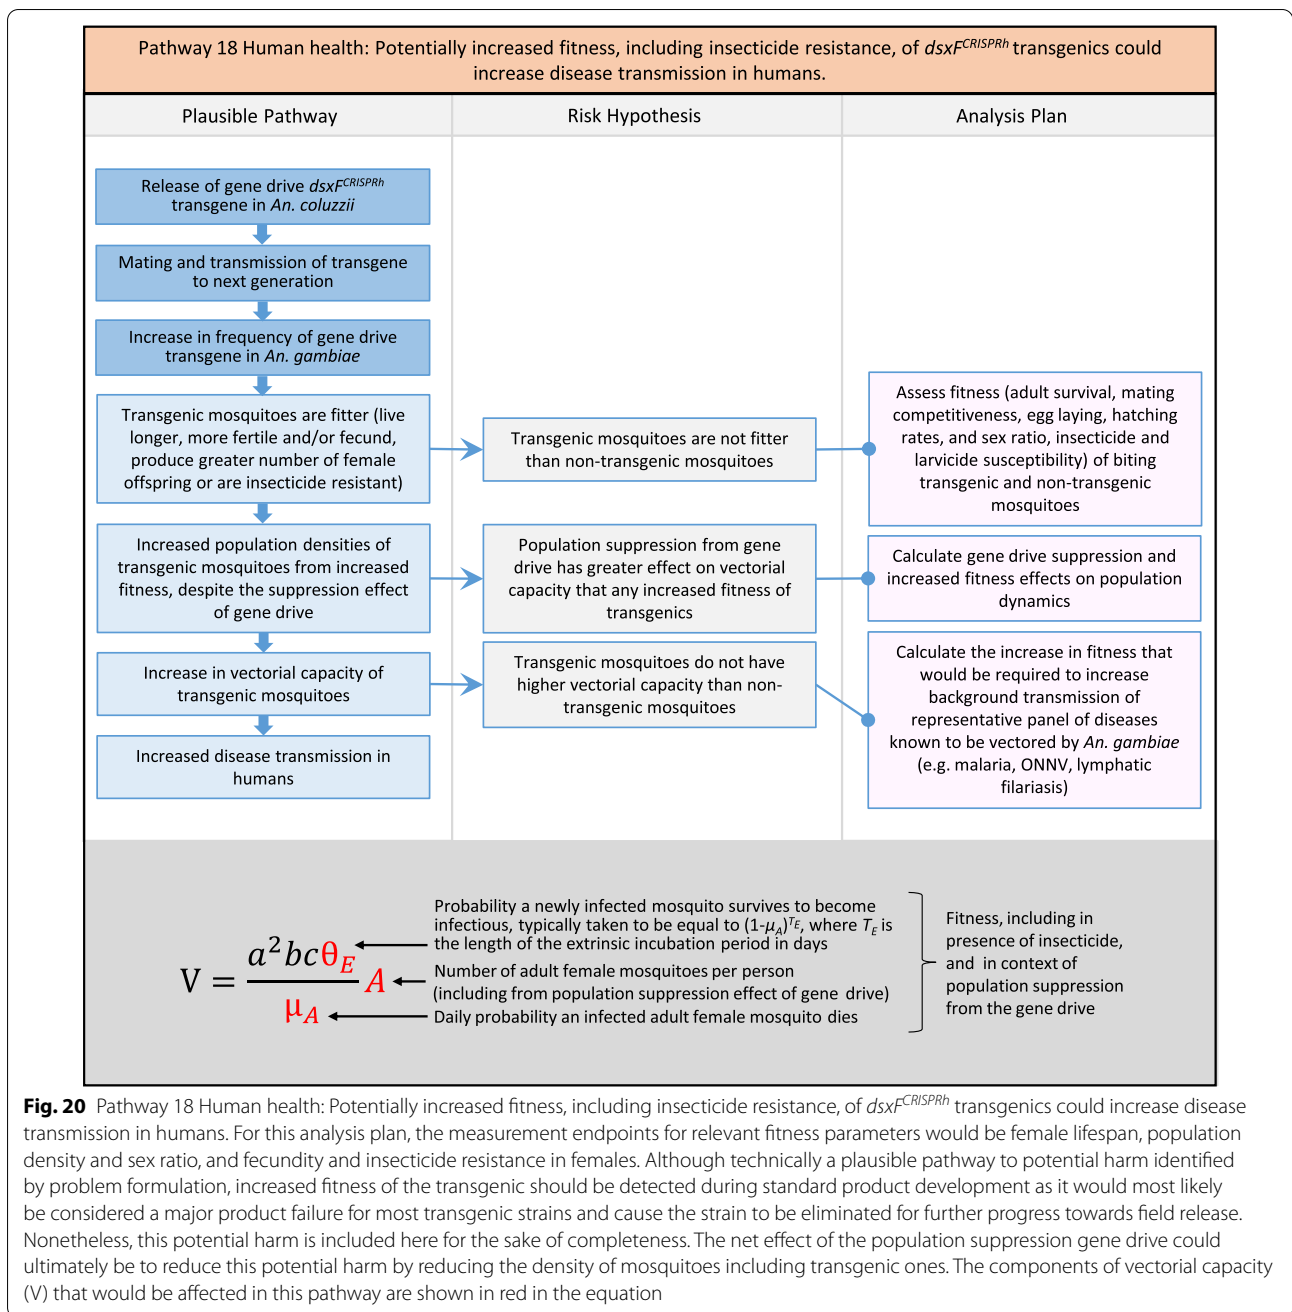 Pathway 18 Human health: Potentially increased fitness, including insecticide resistance, of dsxF^CRISPRh transgenics could
increase disease transmission in humans.
Plausible Pathway
Risk Hypothesis
Analysis Plan
Release of gene drive dsxF^CRISPRh
transgene in An. coluzzii
Mating and transmission of transgene
to next generation
Increase in frequency of gene drive
transgene in An. gambiae
Transgenic mosquitoes are fitter (live
longer, more fertile and/or fecund,
produce greater number of female
offspring or are insecticide resistant)
Transgenic mosquitoes are not fitter
than non-transgenic mosquitoes
Assess fitness (adult survival, mating
competitiveness, egg laying, hatching
rates, and sex ratio, insecticide and
larvicide susceptibility) of biting
transgenic and non-transgenic
mosquitoes
Increased population densities of
transgenic mosquitoes from increased
fitness, despite the suppression effect
of gene drive
Population suppression from gene
drive has greater effect on vectorial
capacity that any increased fitness of
transgenics
Calculate gene drive suppression and
increased fitness effects on population
dynamics
Increase in vectorial capacity of
transgenic mosquitoes
Transgenic mosquitoes do not have
higher vectorial capacity than non-
transgenic mosquitoes
Calculate the increase in fitness that
would be required to increase
background transmission of
representative panel of diseases
known to be vectored by An. gambiae
(e.g. malaria, ONNV, lymphatic
filariasis)
Increased disease transmission in
humans
V = a²bcθ_E / μ_A A
Probability a newly infected mosquito survives to become
infectious, typically taken to be equal to (1-μ_A)^T_E, where T_E is
the length of the extrinsic incubation period in days
Number of adult female mosquitoes per person
(including from population suppression effect of gene drive)
Daily probability an infected adult female mosquito dies
Fitness, including in
presence of insecticide,
and in context of
population suppression
from the gene drive
Fig. 20 Pathway 18 Human health: Potentially increased fitness, including insecticide resistance, of dsxF^CRISPRh transgenics could increase disease
transmission in humans. For this analysis plan, the measurement endpoints for relevant fitness parameters would be female lifespan, population
density and sex ratio, and fecundity and insecticide resistance in females. Although technically a plausible pathway to potential harm identified
by problem formulation, increased fitness of the transgenic should be detected during standard product development as it would most likely
be considered a major product failure for most transgenic strains and cause the strain to be eliminated for further progress towards field release.
Nonetheless, this potential harm is included here for the sake of completeness. The net effect of the population suppression gene drive could
ultimately be to reduce this potential harm by reducing the density of mosquitoes including transgenic ones. The components of vectorial capacity
(V) that would be affected in this pathway are shown in red in the equation